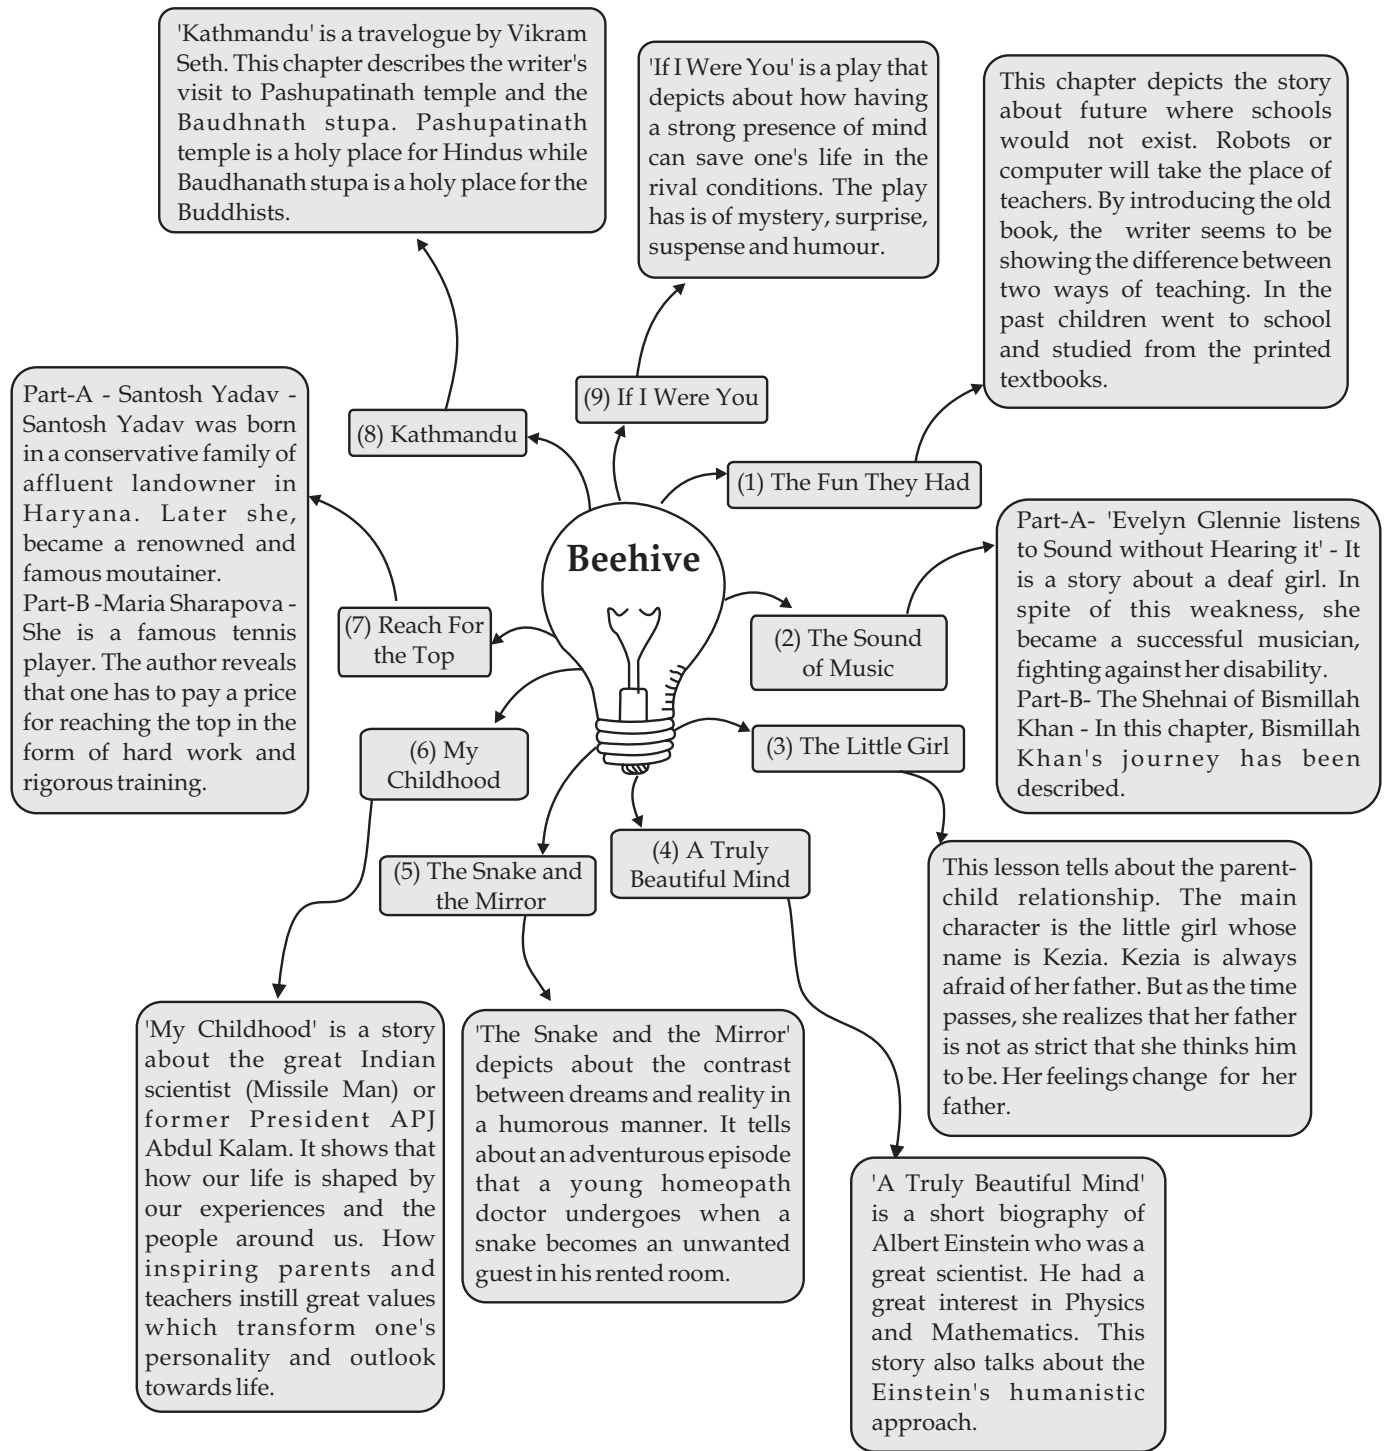 Beehive
(1) The Fun They Had
This chapter depicts the story
about future where schools
would not exist. Robots or
computer will take the place of
teachers. By introducing the old
book, the writer seems to be
showing the difference between
two ways of teaching. In the
past children went to school
and studied from the printed
textbooks.
(2) The Sound
of Music
Part-A- 'Evelyn Glennie listens
to Sound without Hearing it' - It
is a story about a deaf girl. In
spite of this weakness, she
became a successful musician,
fighting against her disability.
Part-B- The Shehnai of Bismillah
Khan - In this chapter, Bismillah
Khan's journey has been
described.
(3) The Little Girl
This lesson tells about the parent-
child relationship. The main
character is the little girl whose
name is Kezia. Kezia is always
afraid of her father. But as the time
passes, she realizes that her father
is not as strict that she thinks him
to be. Her feelings change for her
father.
(4) A Truly
Beautiful Mind
'A Truly Beautiful Mind'
is a short biography of
Albert Einstein who was a
great scientist. He had a
great interest in Physics
and Mathematics. This
story also talks about the
Einstein's humanistic
approach.
(5) The Snake and
the Mirror
'The Snake and the Mirror'
depicts about the contrast
between dreams and reality in
a humorous manner. It tells
about an adventurous episode
that a young homeopath
doctor undergoes when a
snake becomes an unwanted
guest in his rented room.
(6) My
Childhood
'My Childhood' is a story
about the great Indian
scientist (Missile Man) or
former President APJ
Abdul Kalam. It shows that
how our life is shaped by
our experiences and the
people around us. How
inspiring parents and
teachers instill great values
which transform one's
personality and outlook
towards life.
(7) Reach For
the Top
Part-A - Santosh Yadav -
Santosh Yadav was born
in a conservative family of
affluent landowner in
Haryana. Later she,
became a renowned and
famous moutainer.
Part-B -Maria Sharapova -
She is a famous tennis
player. The author reveals
that one has to pay a price
for reaching the top in the
form of hard work and
rigorous training.
(8) Kathmandu
'Kathmandu' is a travelogue by Vikram
Seth. This chapter describes the writer's
visit to Pashupatinath temple and the
Baudhnath stupa. Pashupatinath
temple is a holy place for Hindus while
Baudhanath stupa is a holy place for the
Buddhists.
(9) If I Were You
'If I Were You' is a play that
depicts about how having
a strong presence of mind
can save one's life in the
rival conditions. The play
has is of mystery, surprise,
suspense and humour.